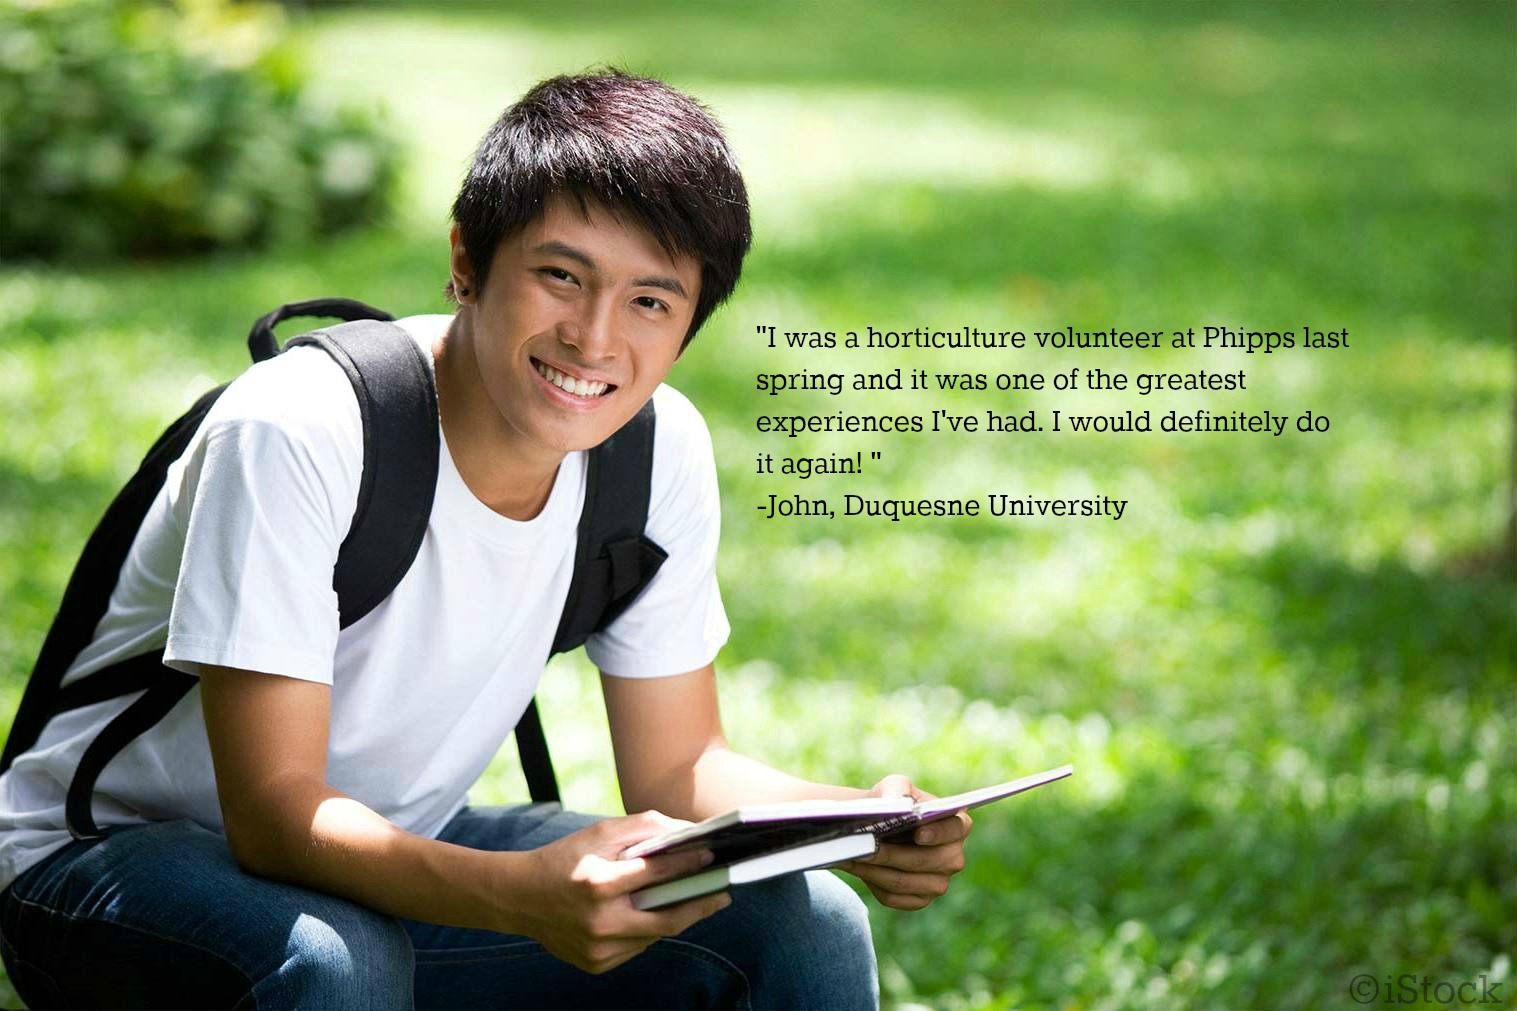 "I was a horticulture volunteer at Phipps last
spring and it was one of the greatest
experiences I've had. I would definitely do
it again! "
-John, Duquesne University
©iStock